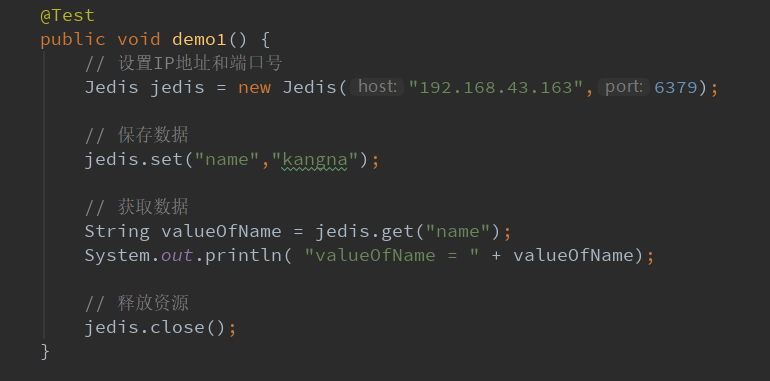 @Test
public void demo1() {
// 设置IP地址和端口号
Jedis jedis = new Jedis( host: "192.168.43.163", port: 6379);
// 保存数据
jedis.set("name","kangna");
// 获取数据
String valueOfName = jedis.get("name");
System.out.println( "valueOfName = " + valueOfName);
// 释放资源
jedis.close();
}